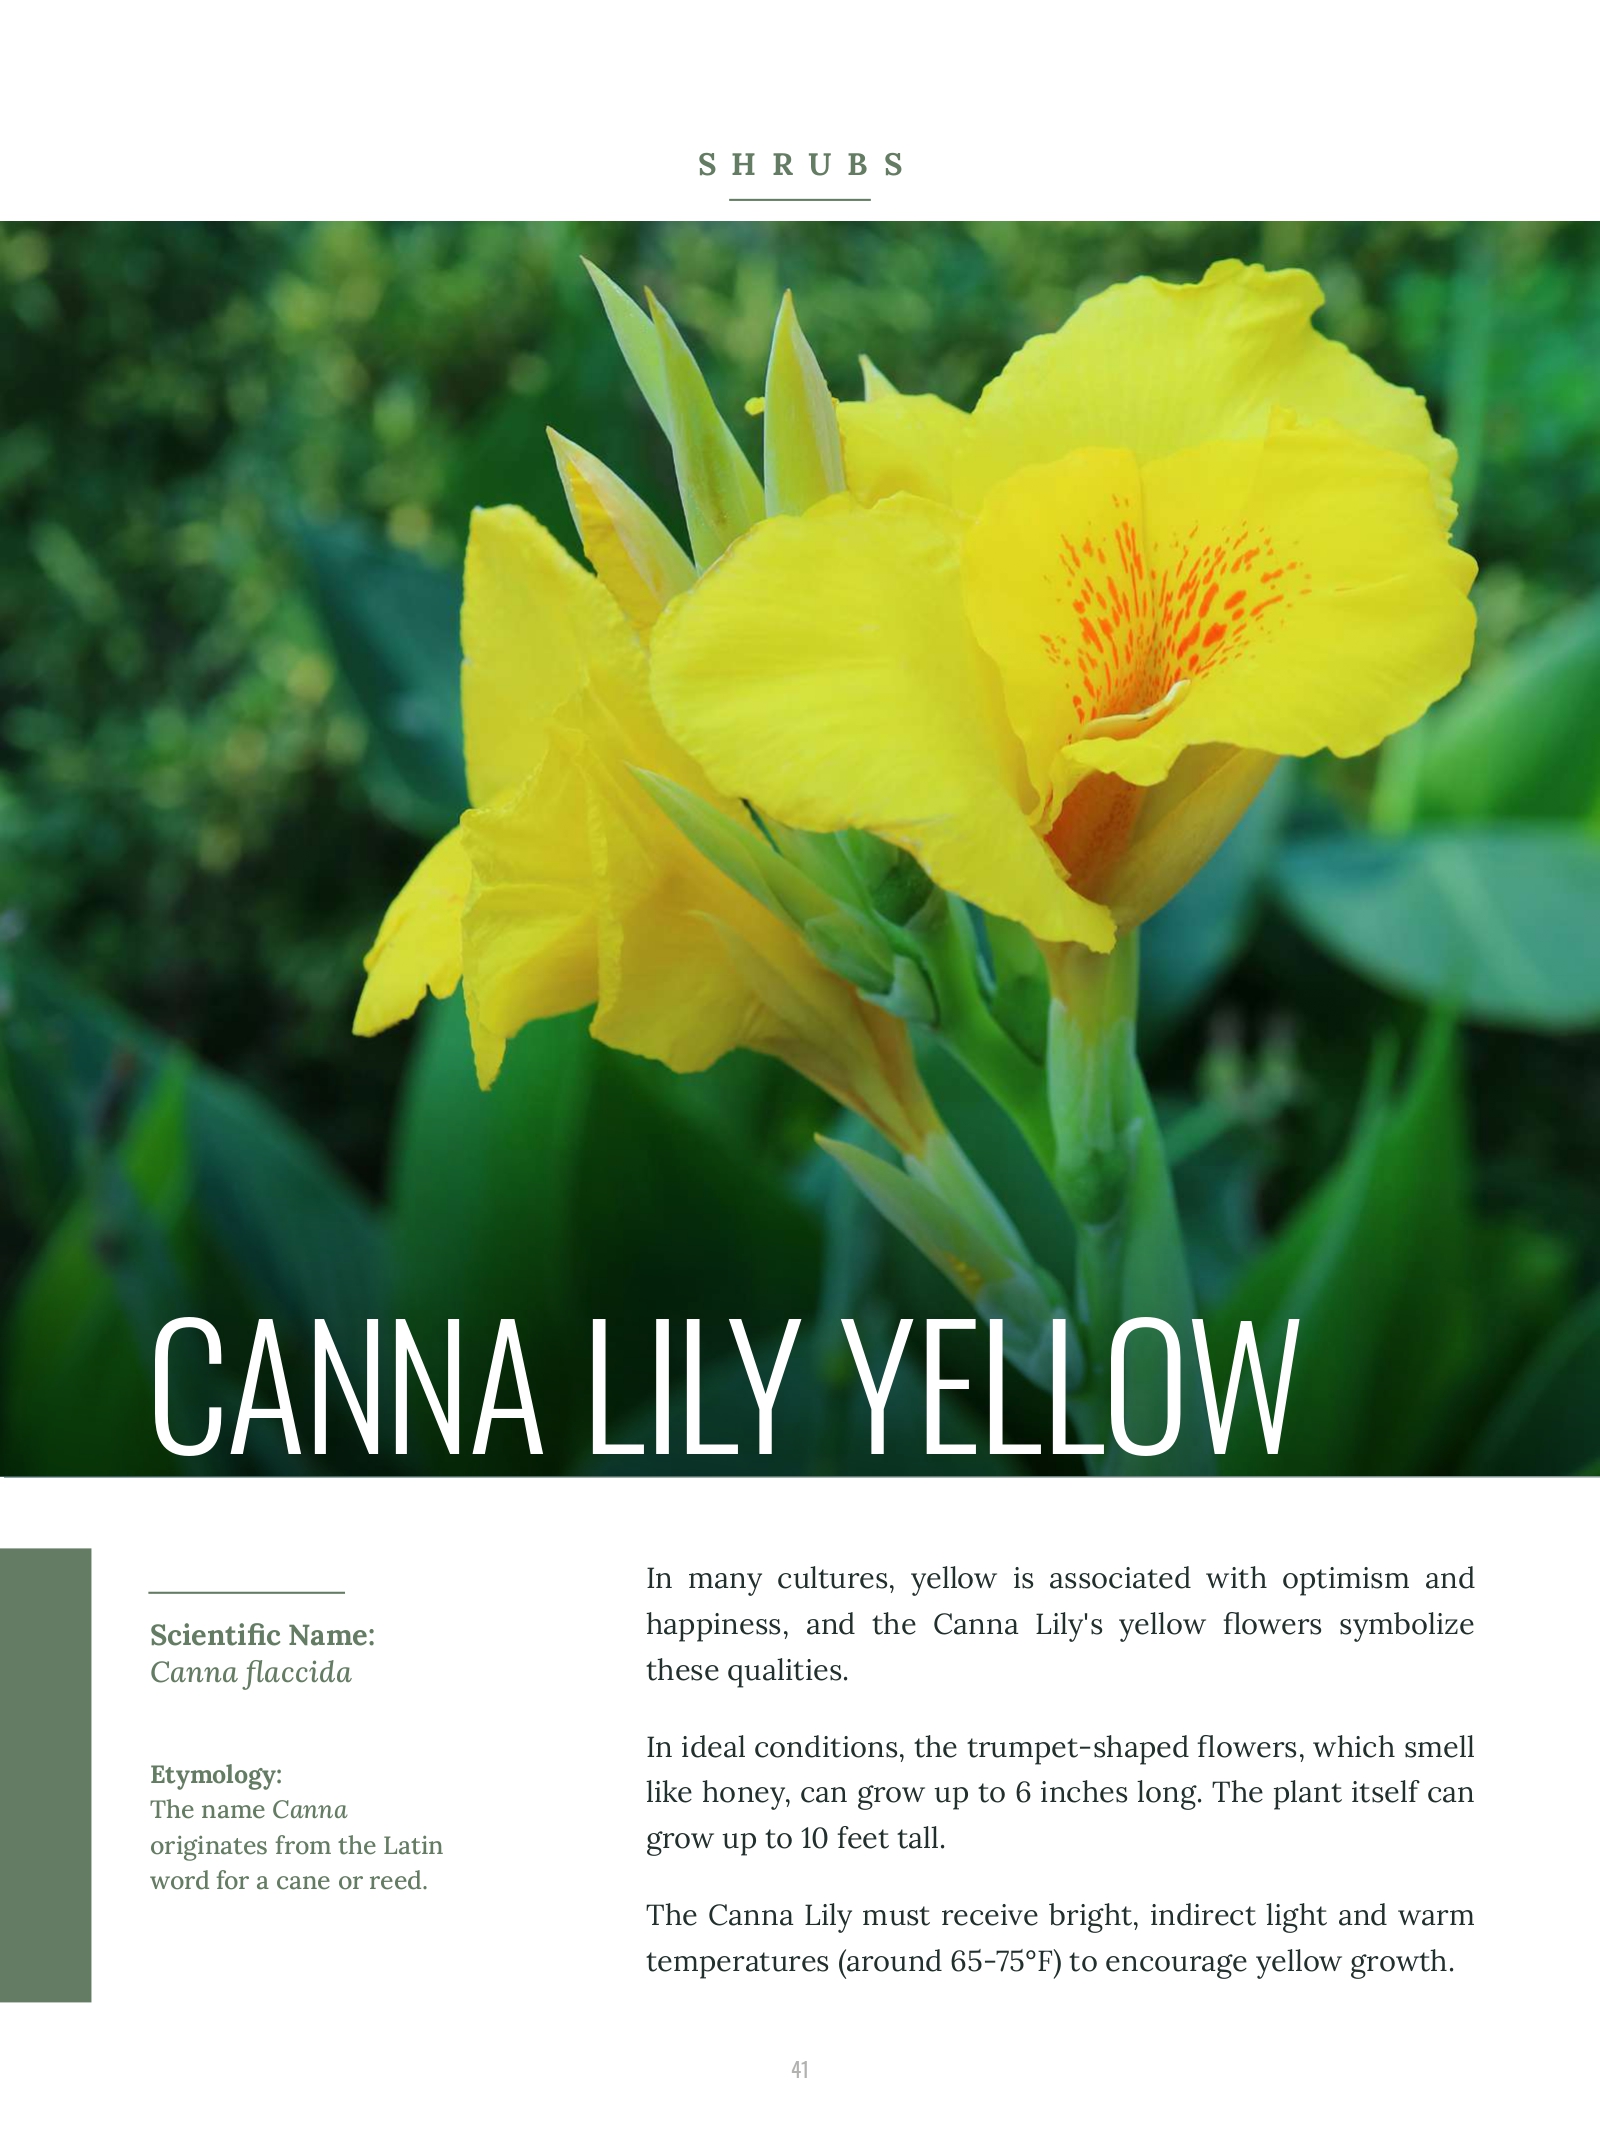 SHRUBS
CANNA LILY YELLOW
Scientific Name:
Canna flaccida
Etymology:
The name Canna
originates from the Latin
word for a cane or reed.
In many cultures, yellow is associated with optimism and
happiness, and the Canna Lily's yellow flowers symbolize
these qualities.
In ideal conditions, the trumpet-shaped flowers, which smell
like honey, can grow up to 6 inches long. The plant itself can
grow up to 10 feet tall.
The Canna Lily must receive bright, indirect light and warm
temperatures (around 65-75°F) to encourage yellow growth.
41